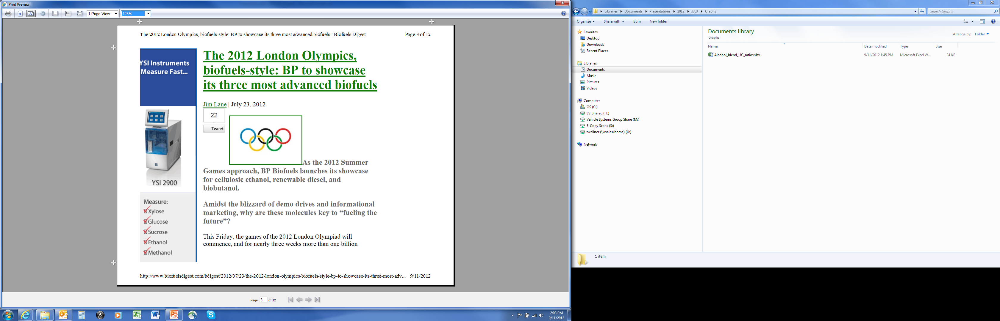 Print Preview
1 Page View
125%
The 2012 London Olympics, biofuels-style: BP to showcase its three most advanced biofuels : Biofuels Digest
Page 3 of 12
YSI Instruments
Measure Fast...
YSI 2900
Measure:
Xylose
Glucose
Sucrose
Ethanol
Methanol
The 2012 London Olympics,
biofuels-style: BP to showcase
its three most advanced biofuels
Jim Lane | July 23, 2012
22
Tweet
As the 2012 Summer
Games approach, BP Biofuels launches its showcase
for cellulosic ethanol, renewable diesel, and
biobutanol.
Amidst the blizzard of demo drives and informational
marketing, why are these molecules key to “fueling the
future”?
This Friday, the games of the 2012 London Olympiad will
commence, and for nearly three weeks more than one billion
http://www.biofuelsdigest.com/bdigest/2012/07/23/the-2012-london-olympics-biofuels-style-bp-to-showcase-its-three-most-adv...
9/11/2012
Page 3 of 12
2:03 PM
9/11/2012
Libraries Documents Presentations 2012 IBEX Graphs
Search Graphs
Organize Share with Burn New folder
Favorites
Desktop
Downloads
Recent Places
Libraries
Documents
Music
Pictures
Videos
Computer
OS (C:)
ES_Shared (H:)
Vehicle Systems Group Share (M:)
E-Copy Scans (S:)
twallner (\\wales\home) (U:)
Network
Documents library
Graphs
Arrange by: Folder
Name Date modified Type Size
Alcohol_blend_HC_ratios.xlsx 9/11/2012 1:45 PM Microsoft Excel W... 34 KB
1 item